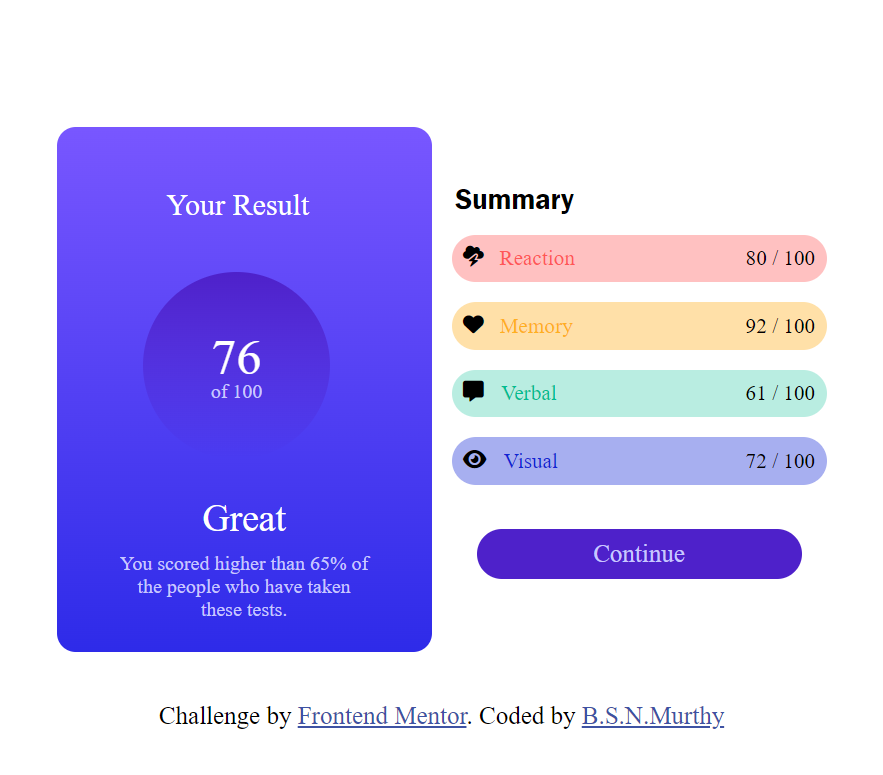 Your Result
76
of 100
Great
You scored higher than 65% of
the people who have taken
these tests.
Summary
Reaction 80 / 100
Memory 92 / 100
Verbal 61 / 100
Visual 72 / 100
Continue
Challenge by Frontend Mentor. Coded by B.S.N.Murthy